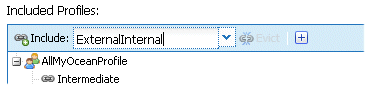 Included Profiles:
Include: ExternalInternal Evict
AllMyOceanProfile
Intermediate